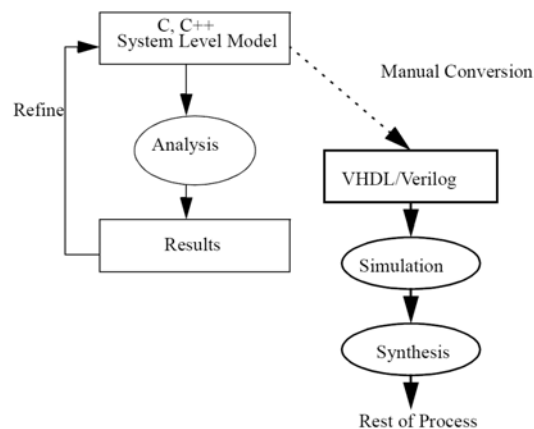 C, C++
System Level Model
Manual Conversion
Refine
Analysis
VHDL/Verilog
Results
Simulation
Synthesis
Rest of Process